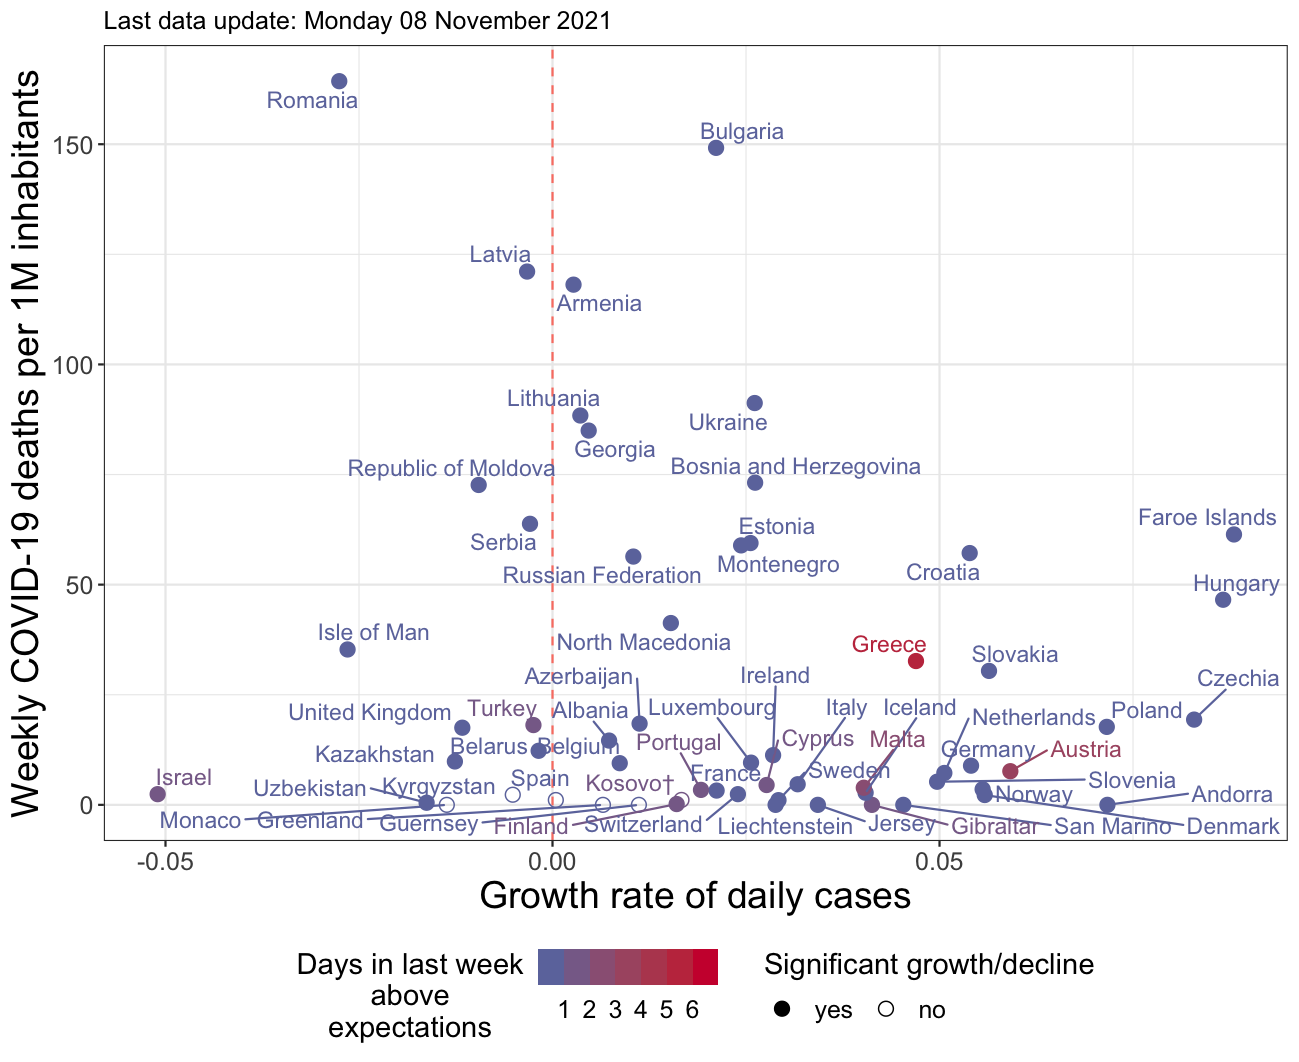 Last data update: Monday 08 November 2021
Weekly COVID-19 deaths per 1M inhabitants
150
100
50
0
Romania
Bulgaria
Latvia
Armenia
Lithuania
Ukraine
Georgia
Republic of Moldova
Bosnia and Herzegovina
Faroe Islands
Estonia
Serbia
Montenegro
Russian Federation
Croatia
Hungary
Isle of Man
North Macedonia
Greece
Slovakia
Azerbaijan
Ireland
Czechia
United Kingdom
Turkey
Albania
Luxembourg
Italy
Iceland
Netherlands
Poland
Kazakhstan
Belarus
Belgium
Portugal
Cyprus
Malta
Germany
Austria
Israel
Uzbekistan
Kyrgyzstan
Spain
Kosovo†
France
Sweden
Slovenia
Norway
Andorra
Monaco
Greenland
Guernsey
Finland
Switzerland
Liechtenstein
Jersey
Gibraltar
San Marino
Denmark
-0.05
0.00
0.05
Growth rate of daily cases
Days in last week
above
expectations
1 2 3 4 5 6
Significant growth/decline
yes
no